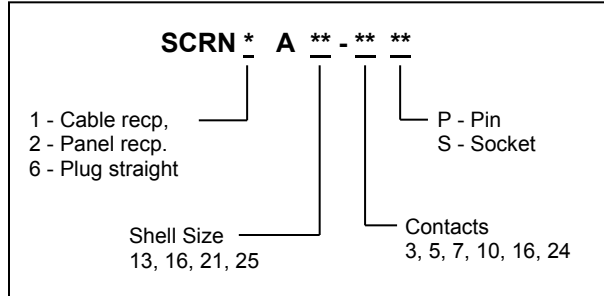 SCRN * A ** - ** **
1 - Cable recp,
2 - Panel recp.
6 - Plug straight
P - Pin
S - Socket
Shell Size
13, 16, 21, 25
Contacts
3, 5, 7, 10, 16, 24